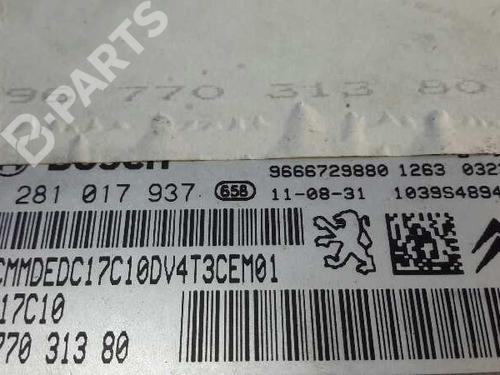 B-PARTS
96 770 313 80
BOSCH
9666729880 1263
281 017 937 658 11-08-31 1039S4894
CMMDEDC17C10DV4T3CEM01
17C10
770 313 80